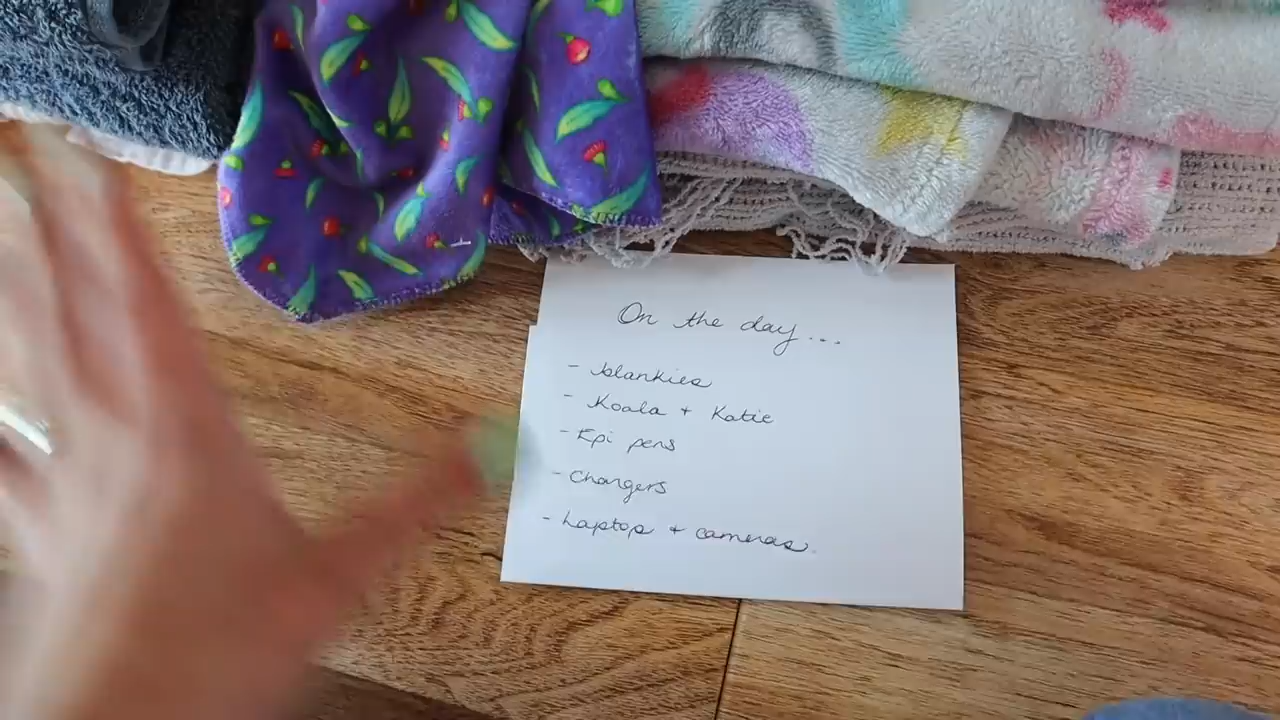 On the day...
- blankies
- Koala + Katie
- Epi pens
- Chargers
- Laptop + cameras.